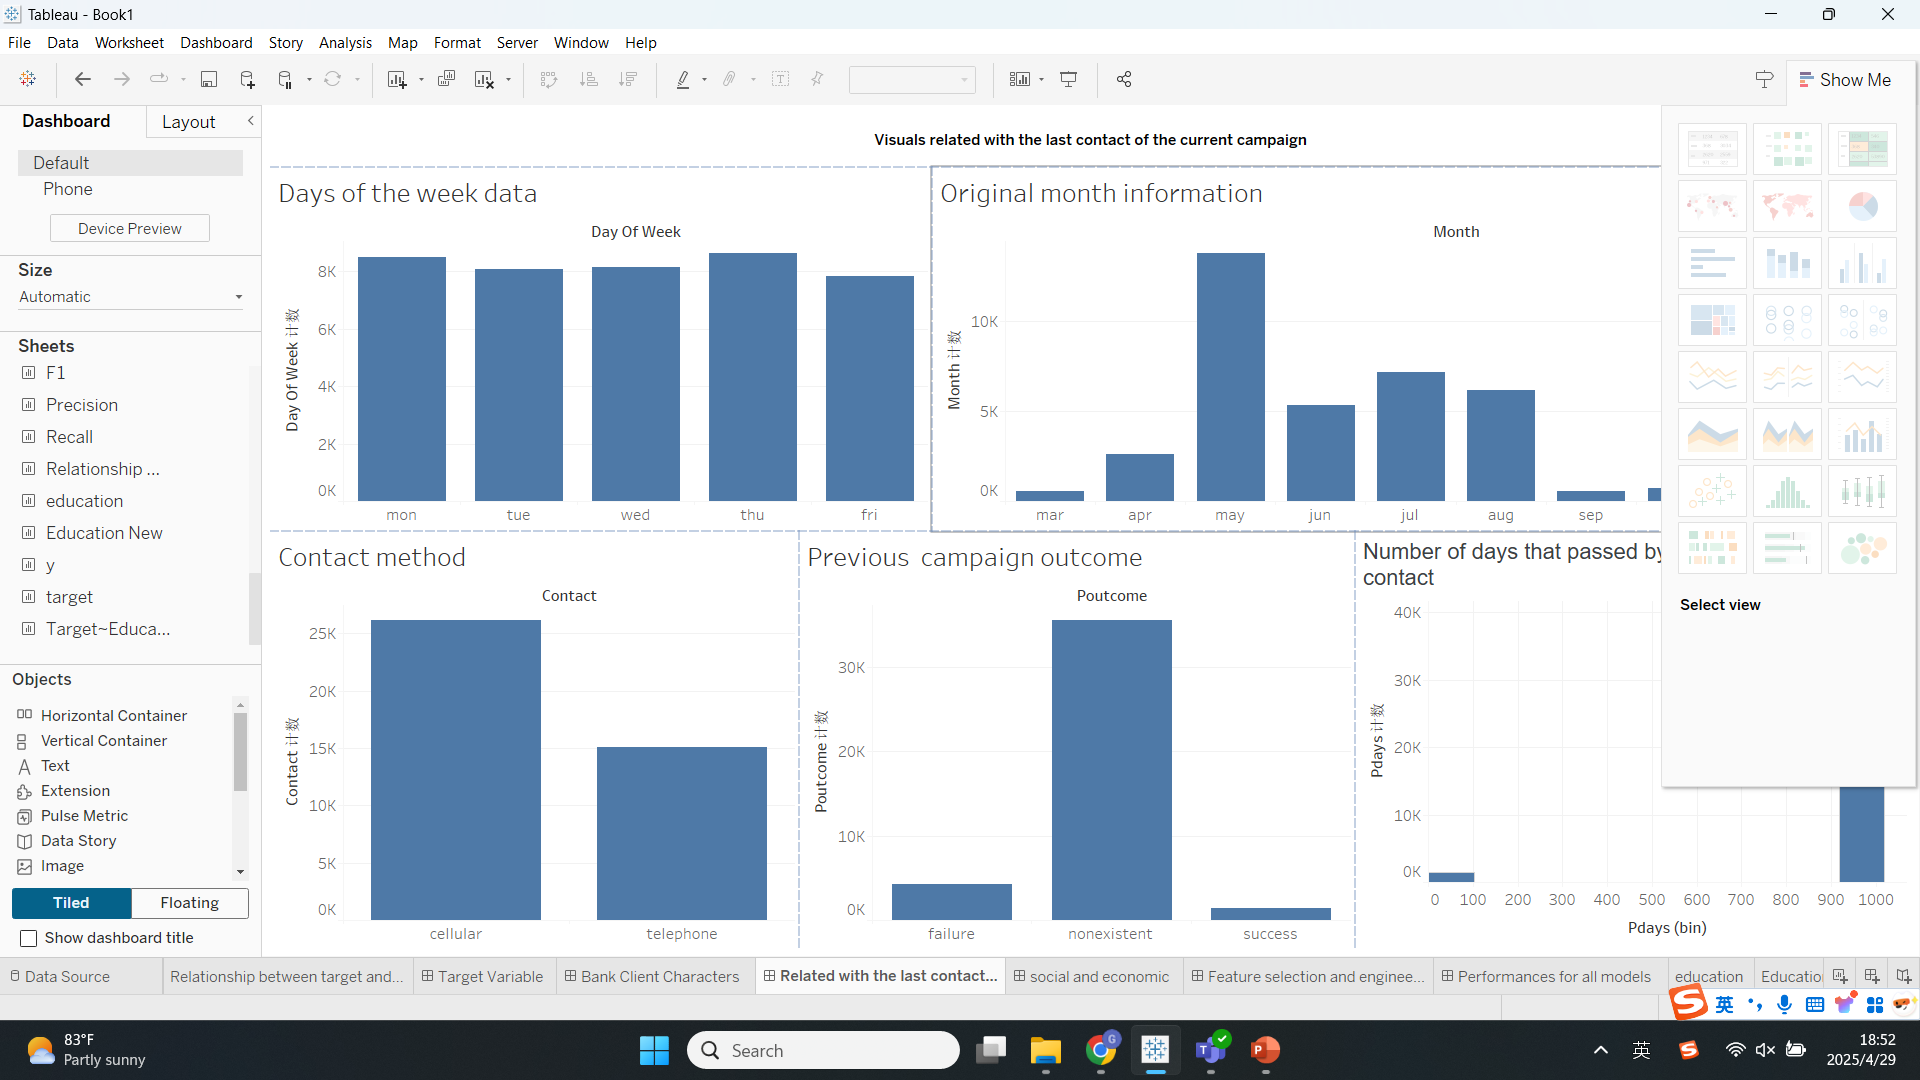 Tableau - Book1
File Data Worksheet Dashboard Story Analysis Map Format Server Window Help
Show Me
Dashboard Layout
Default
Phone
Device Preview
Size
Automatic
Sheets
F1
Precision
Recall
Relationship ...
education
Education New
y
target
Target~Educa...
Objects
Horizontal Container
Vertical Container
Text
Extension
Pulse Metric
Data Story
Image
Tiled Floating
Show dashboard title
Visuals related with the last contact of the current campaign
Days of the week data
Day Of Week
Day Of Week 计数
8K
6K
4K
2K
0K
mon tue wed thu fri
Original month information
Month
Month 计数
10K
5K
0K
mar apr may jun jul aug sep
Contact method
Contact
Contact 计数
25K
20K
15K
10K
5K
0K
cellular telephone
Previous campaign outcome
Poutcome
Poutcome 计数
30K
20K
10K
0K
failure nonexistent success
Number of days that passed by
contact
Pdays 计数
40K
30K
20K
10K
0K
0 100 200 300 400 500 600 700 800 900 1000
Pdays (bin)
Select view
Data Source Relationship between target and... Target Variable Bank Client Characters Related with the last contact... social and economic Feature selection and enginee... Performances for all models education Educatio
英
83°F
Partly sunny
Search
英
18:52
2025/4/29